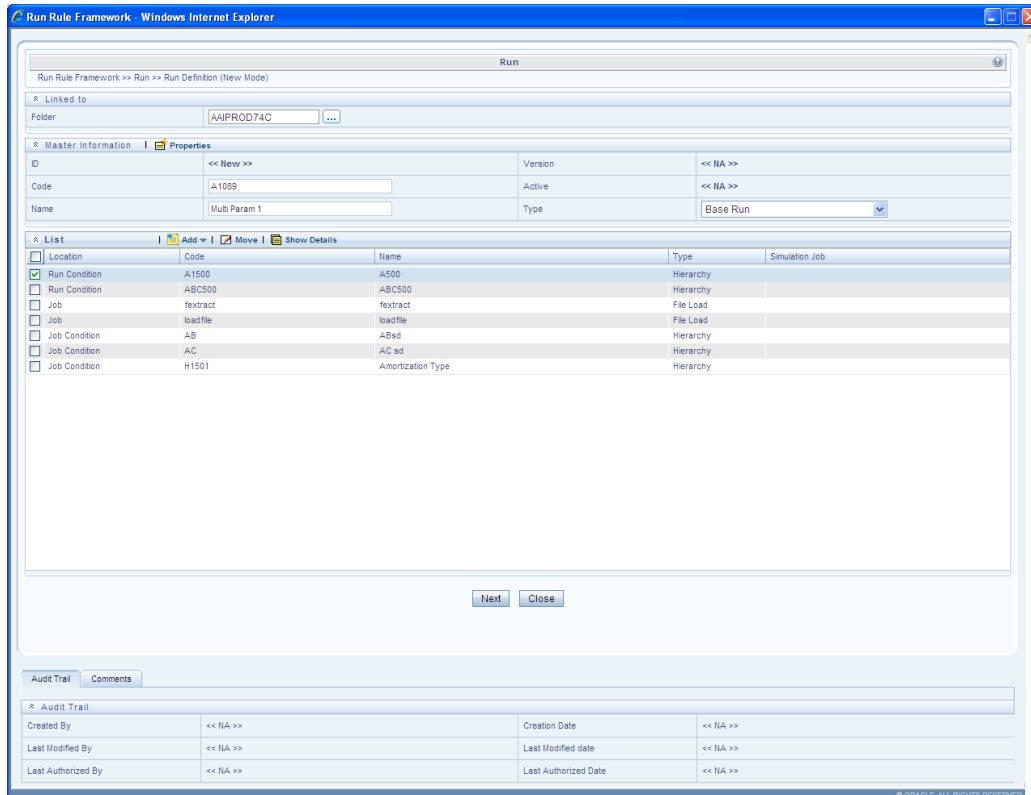 Run Rule Framework - Windows Internet Explorer
Run
Run Rule Framework >> Run >> Run Definition (New Mode)
Linked to
Folder AAIPROD74C ...
Master Information | Properties
ID << New >> Version << NA >>
Code A1089 Active << NA >>
Name Multi Param 1 Type Base Run
List | Add | Move | Show Details
Location Code Name Type Simulation Job
Run Condition A1500 A500 Hierarchy
Run Condition ABC500 ABC500 Hierarchy
Job fextract fextract File Load
Job loadfile loadfile File Load
Job Condition AB ABsd Hierarchy
Job Condition AC AC sd Hierarchy
Job Condition H1501 Amortization Type Hierarchy
Next Close
Audit Trail Comments
Audit Trail
Created By << NA >> Creation Date << NA >>
Last Modified By << NA >> Last Modified date << NA >>
Last Authorized By << NA >> Last Authorized Date << NA >>
© ORACLE. ALL RIGHTS RESERVED